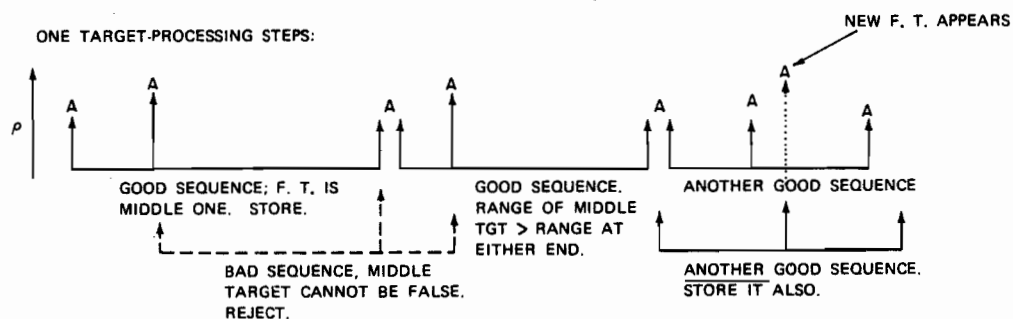 NEW F. T. APPEARS
ONE TARGET-PROCESSING STEPS:
A
A
A
A
A
A
A
A
A
ρ
GOOD SEQUENCE; F. T. IS
MIDDLE ONE. STORE.
GOOD SEQUENCE.
RANGE OF MIDDLE
TGT > RANGE AT
EITHER END.
ANOTHER GOOD SEQUENCE
BAD SEQUENCE, MIDDLE
TARGET CANNOT BE FALSE.
REJECT.
ANOTHER GOOD SEQUENCE.
STORE IT ALSO.